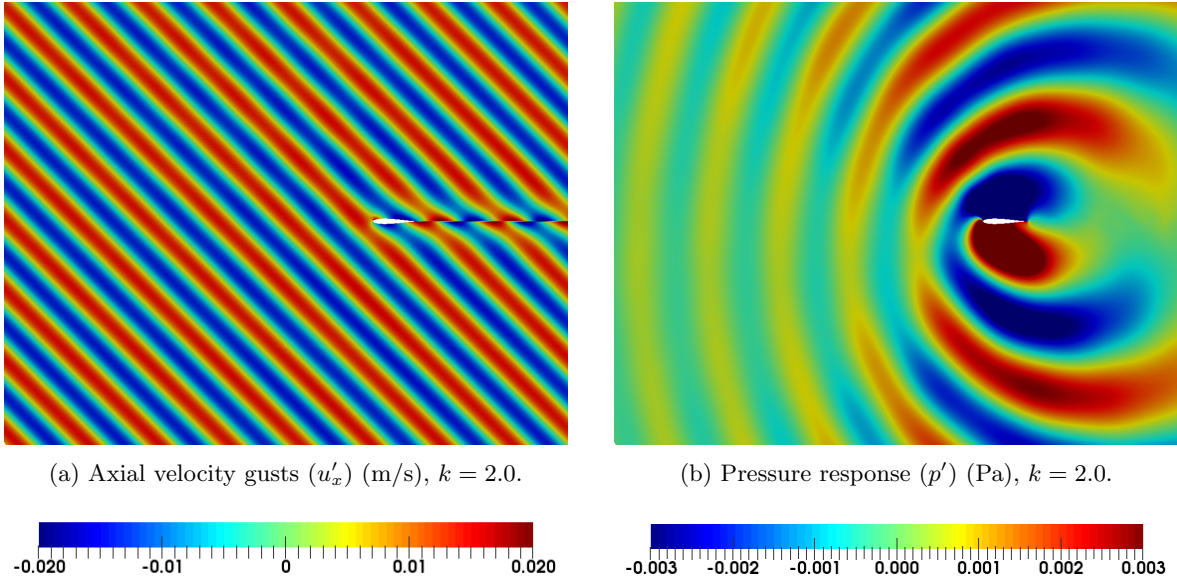 (a) Axial velocity gusts (u′ₓ) (m/s), k = 2.0.
(b) Pressure response (p′) (Pa), k = 2.0.
-0.020 -0.01 0 0.01 0.020
-0.003 -0.002 -0.001 0.000 0.001 0.002 0.003